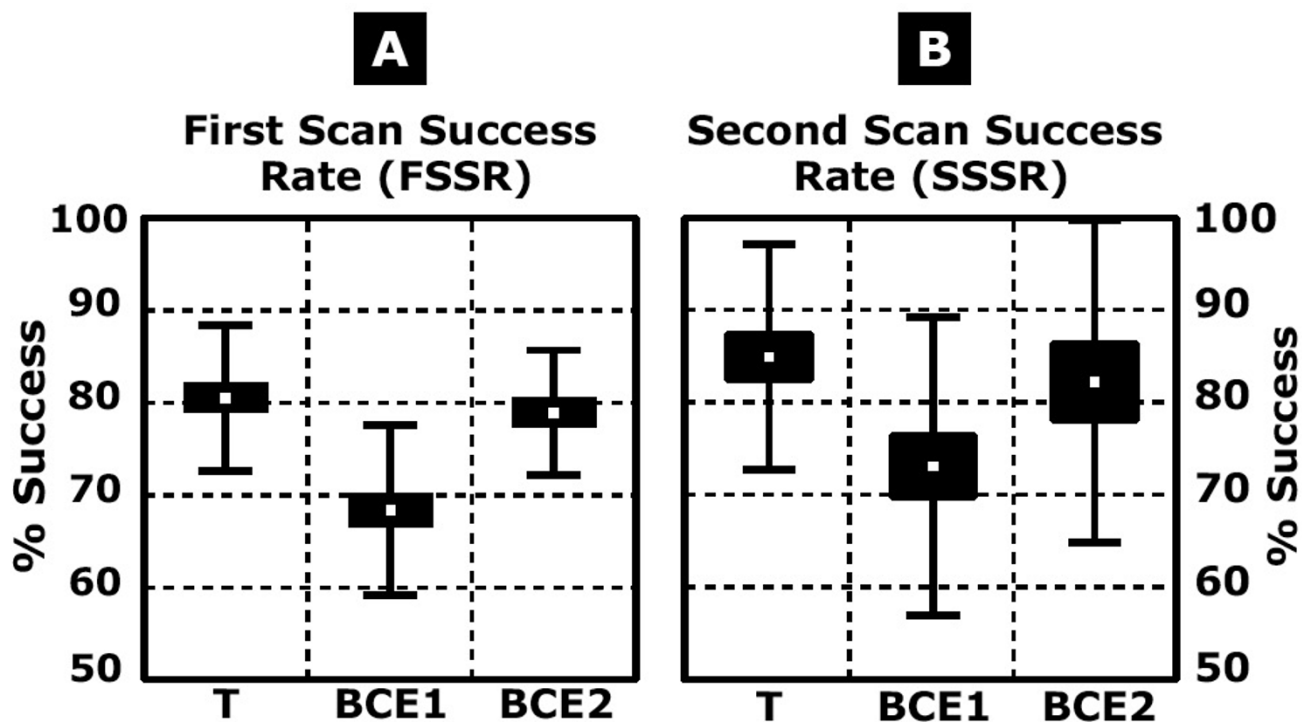 A
First Scan Success
Rate (FSSR)
% Success
100
90
80
70
60
50
T BCE1 BCE2
B
Second Scan Success
Rate (SSSR)
100
90
80
70
60
50
% Success
T BCE1 BCE2